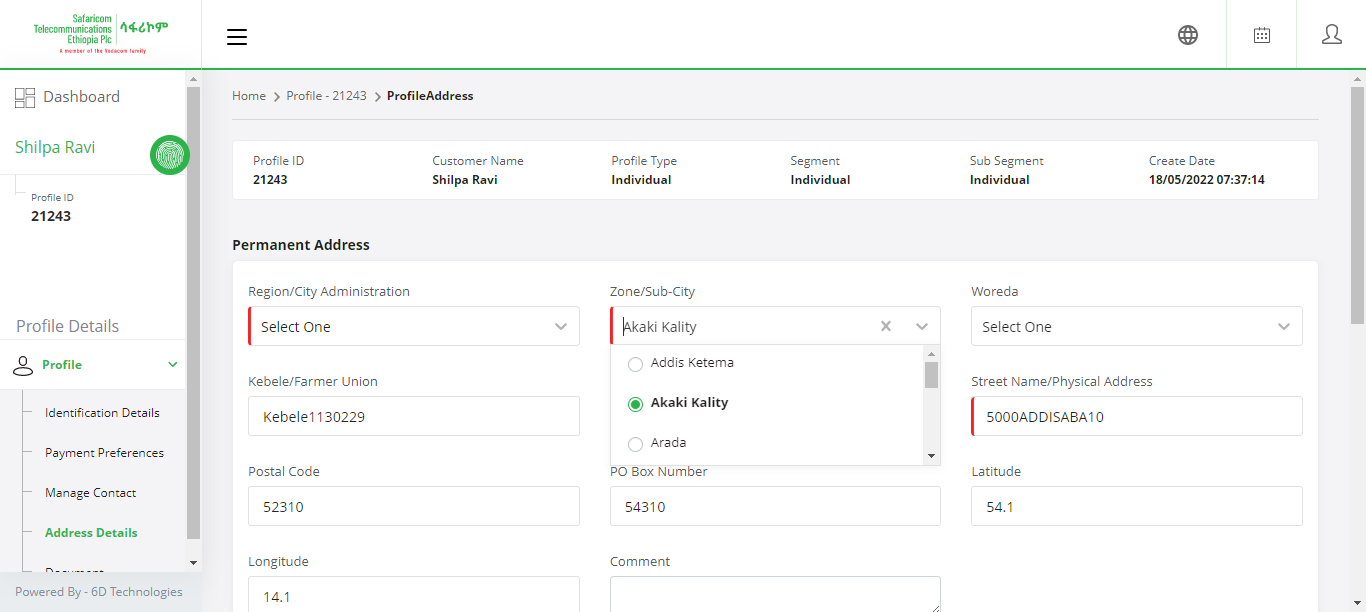 Safaricom
Telecommunications
Ethiopia Plc
ሳፋሪኮም
A member of the Vodacom family
Dashboard
Shilpa Ravi
Profile ID
21243
Profile Details
Profile
Identification Details
Payment Preferences
Manage Contact
Address Details
Document
Powered By - 6D Technologies
Home > Profile - 21243 > ProfileAddress
Profile ID Customer Name Profile Type Segment Sub Segment Create Date
21243 Shilpa Ravi Individual Individual Individual 18/05/2022 07:37:14
Permanent Address
Region/City Administration Zone/Sub-City Woreda
Select One Akaki Kality Select One
Addis Ketema
Akaki Kality
Arada
Kebele/Farmer Union Street Name/Physical Address
Kebele1130229 5000ADDISABA10
Postal Code PO Box Number Latitude
52310 54310 54.1
Longitude Comment
14.1